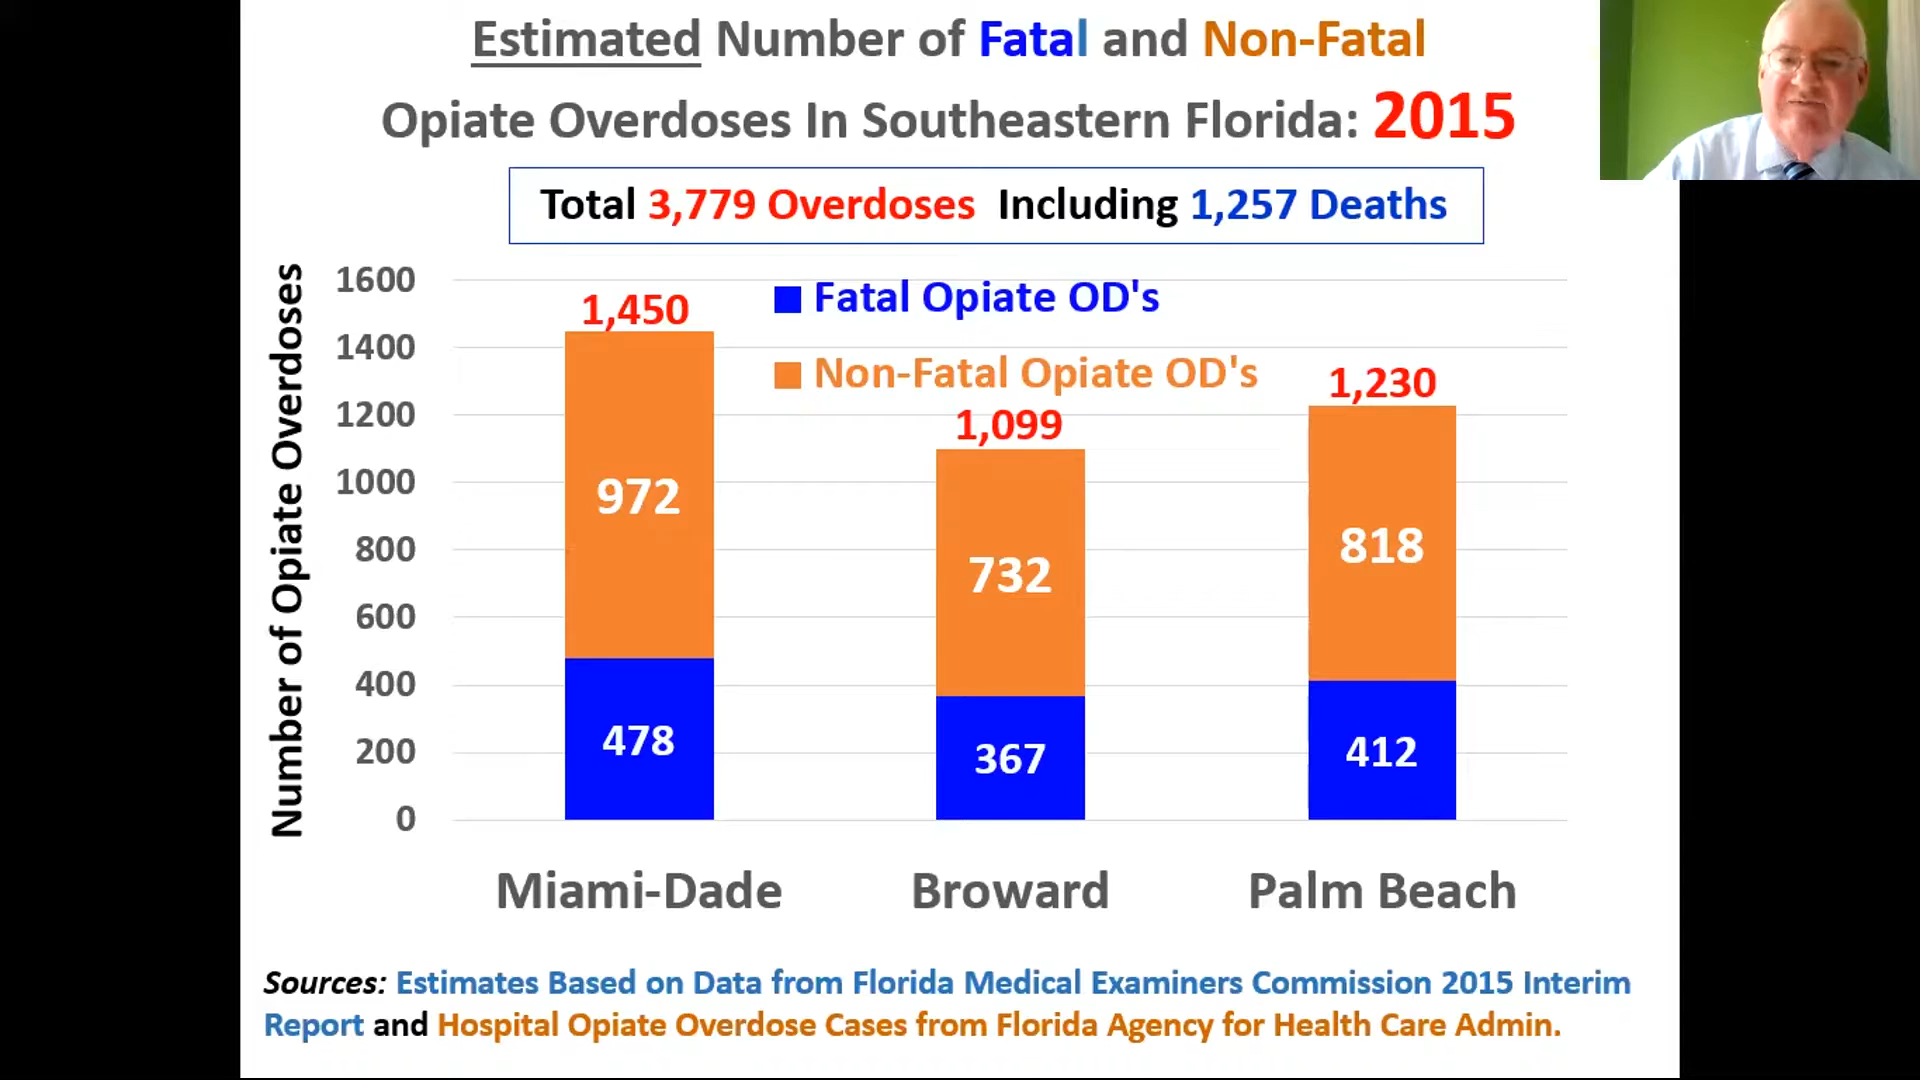 Estimated Number of Fatal and Non-Fatal
Opiate Overdoses In Southeastern Florida: 2015
Total 3,779 Overdoses Including 1,257 Deaths
Number of Opiate Overdoses
1600
1400
1200
1000
800
600
400
200
0
Fatal Opiate OD's
Non-Fatal Opiate OD's
1,450
972
478
1,099
732
367
1,230
818
412
Miami-Dade
Broward
Palm Beach
Sources: Estimates Based on Data from Florida Medical Examiners Commission 2015 Interim
Report and Hospital Opiate Overdose Cases from Florida Agency for Health Care Admin.